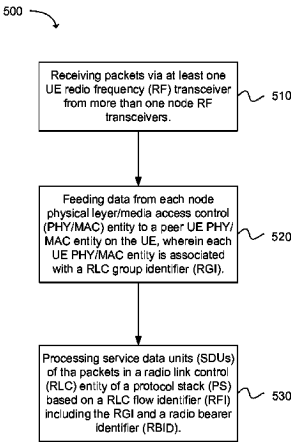 500
Receiving packets via at least one
UE redio frequency (RF) transceiver
from more than one node RF
transceivers.
510
Feeding data from each node
physical leyer/media access control
(PHY/MAC) entity to a peer UE PHY/
MAC entity on the UE, wherein each
UE PHY/MAC entity is associated
with a RLC group identifier (RGI).
520
Processing service data units (SDUs)
of tha packets in a radio link control
(RLC) entity of a protocol stack (PS)
based on a RLC flow identifier (RFI)
including the RGI and a radio bearer
identifier (RBID).
530